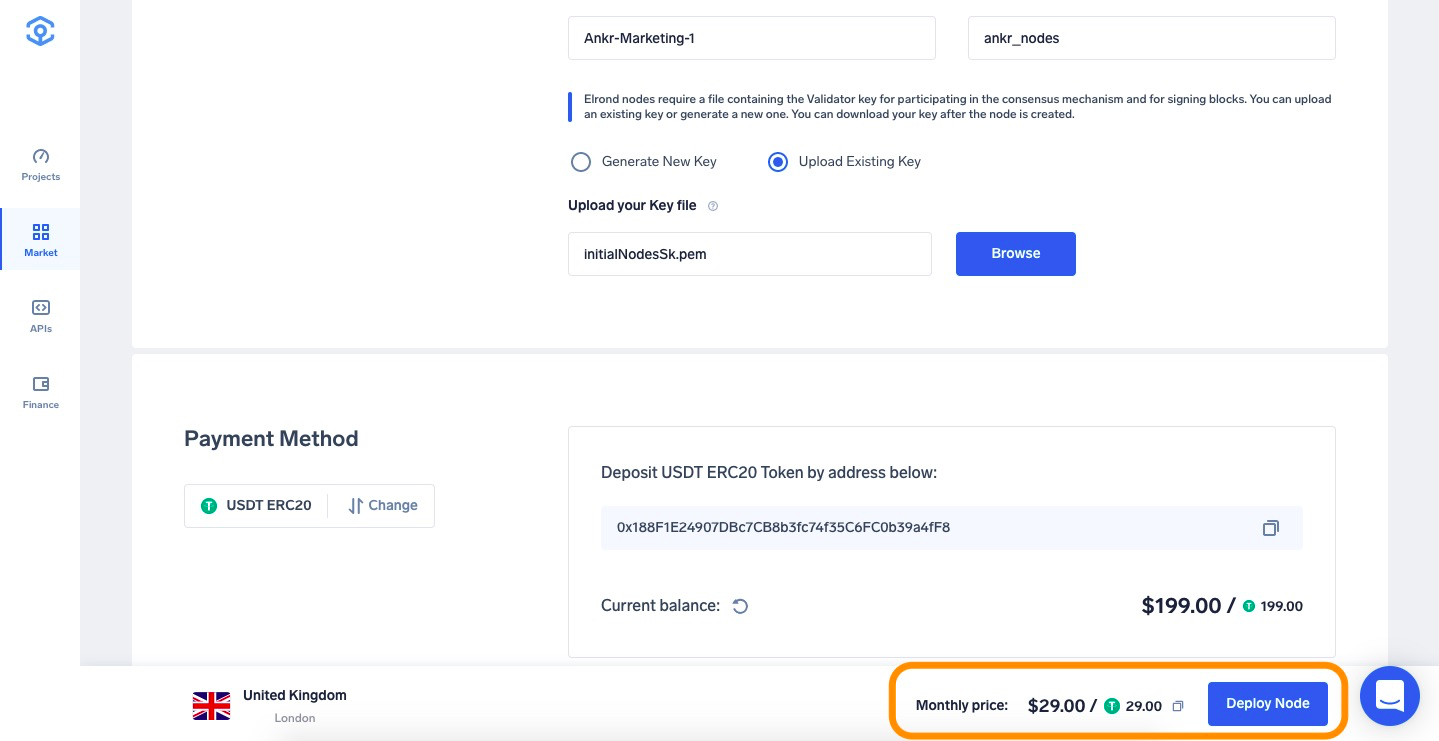 Ankr-Marketing-1
ankr_nodes
Elrond nodes require a file containing the Validator key for participating in the consensus mechanism and for signing blocks. You can upload
an existing key or generate a new one. You can download your key after the node is created.
Generate New Key
Upload Existing Key
Upload your Key file
initialNodesSk.pem
Browse
Projects
Market
APIs
Finance
Payment Method
USDT ERC20
Change
Deposit USDT ERC20 Token by address below:
0x188F1E24907DBc7CB8b3fc74f35C6FC0b39a4fF8
Current balance:
$199.00 / 199.00
United Kingdom
London
Monthly price: $29.00 / 29.00
Deploy Node